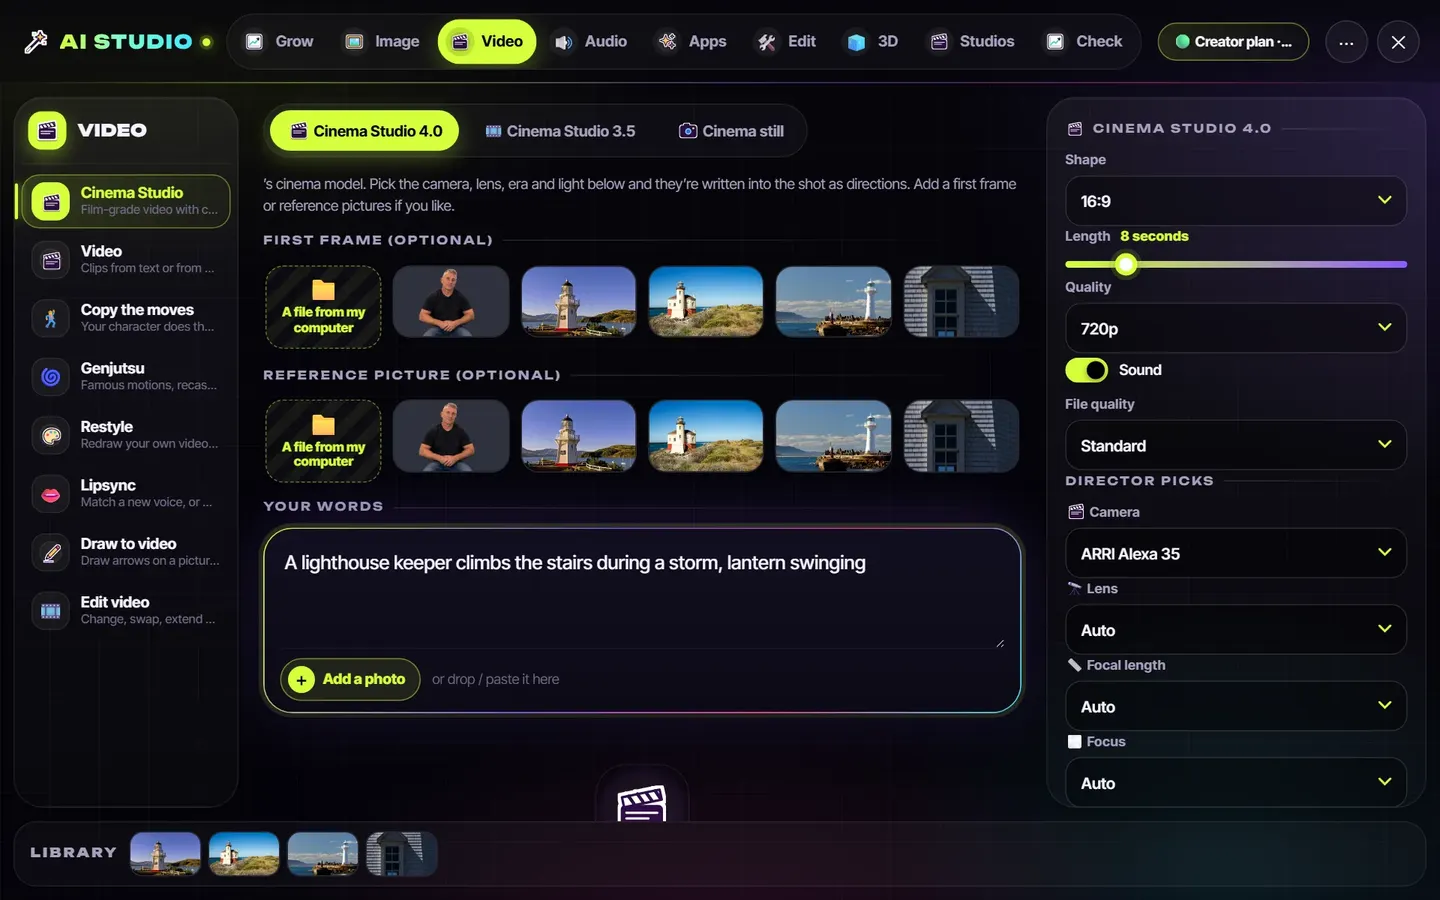 AI STUDIO
Grow
Image
Video
Audio
Apps
Edit
3D
Studios
Check
Creator plan ·...
VIDEO
Cinema Studio
Film-grade video with c...
Video
Clips from text or from ...
Copy the moves
Your character does th...
Genjutsu
Famous motions, recas...
Restyle
Redraw your own video...
Lipsync
Match a new voice, or ...
Draw to video
Draw arrows on a pictur...
Edit video
Change, swap, extend ...
Cinema Studio 4.0
Cinema Studio 3.5
Cinema still
's cinema model. Pick the camera, lens, era and light below and they're written into the shot as directions. Add a first frame
or reference pictures if you like.
FIRST FRAME (OPTIONAL)
A file from my
computer
REFERENCE PICTURE (OPTIONAL)
A file from my
computer
YOUR WORDS
A lighthouse keeper climbs the stairs during a storm, lantern swinging
+ Add a photo
or drop / paste it here
CINEMA STUDIO 4.0
Shape
16:9
Length 8 seconds
Quality
720p
Sound
File quality
Standard
DIRECTOR PICKS
Camera
ARRI Alexa 35
Lens
Auto
Focal length
Auto
Focus
Auto
LIBRARY